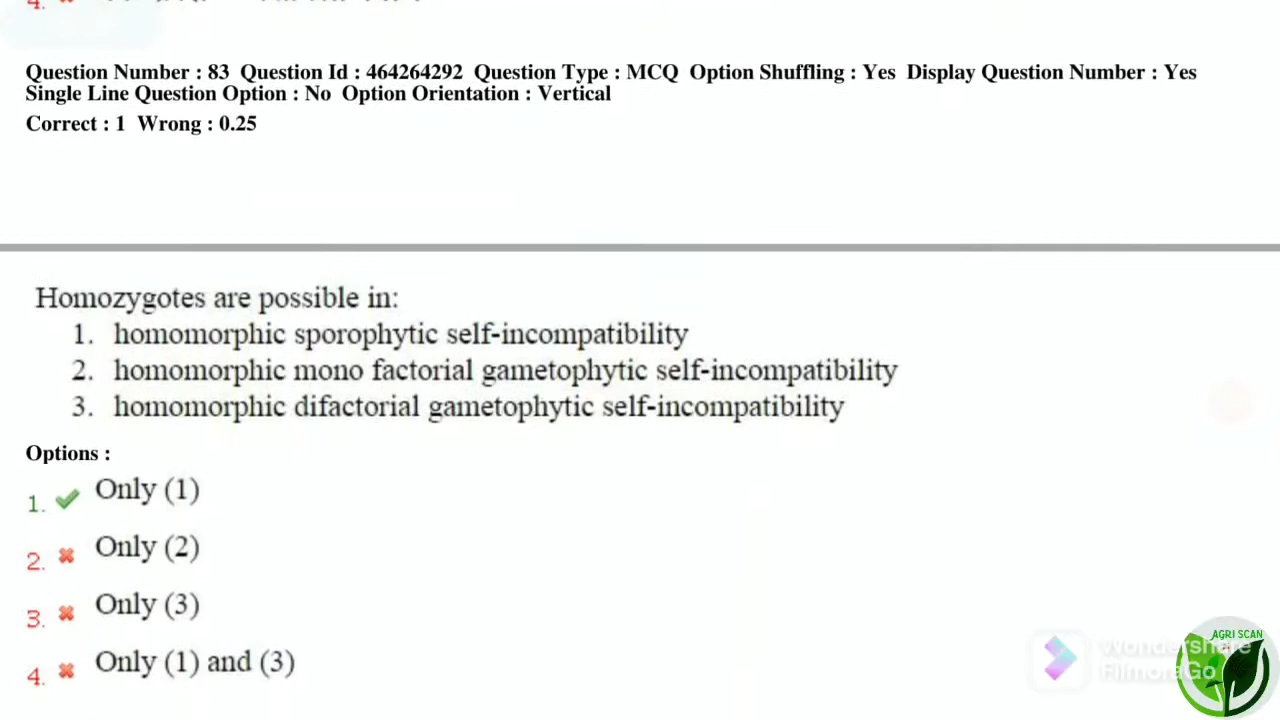 4.
Question Number : 83 Question Id : 464264292 Question Type : MCQ Option Shuffling : Yes Display Question Number : Yes
Single Line Question Option : No Option Orientation : Vertical
Correct : 1 Wrong : 0.25
Homozygotes are possible in:
1. homomorphic sporophytic self-incompatibility
2. homomorphic mono factorial gametophytic self-incompatibility
3. homomorphic difactorial gametophytic self-incompatibility
Options :
1. Only (1)
2. Only (2)
3. Only (3)
4. Only (1) and (3)
AGRI SCAN
Wondershare
FilmoraGo